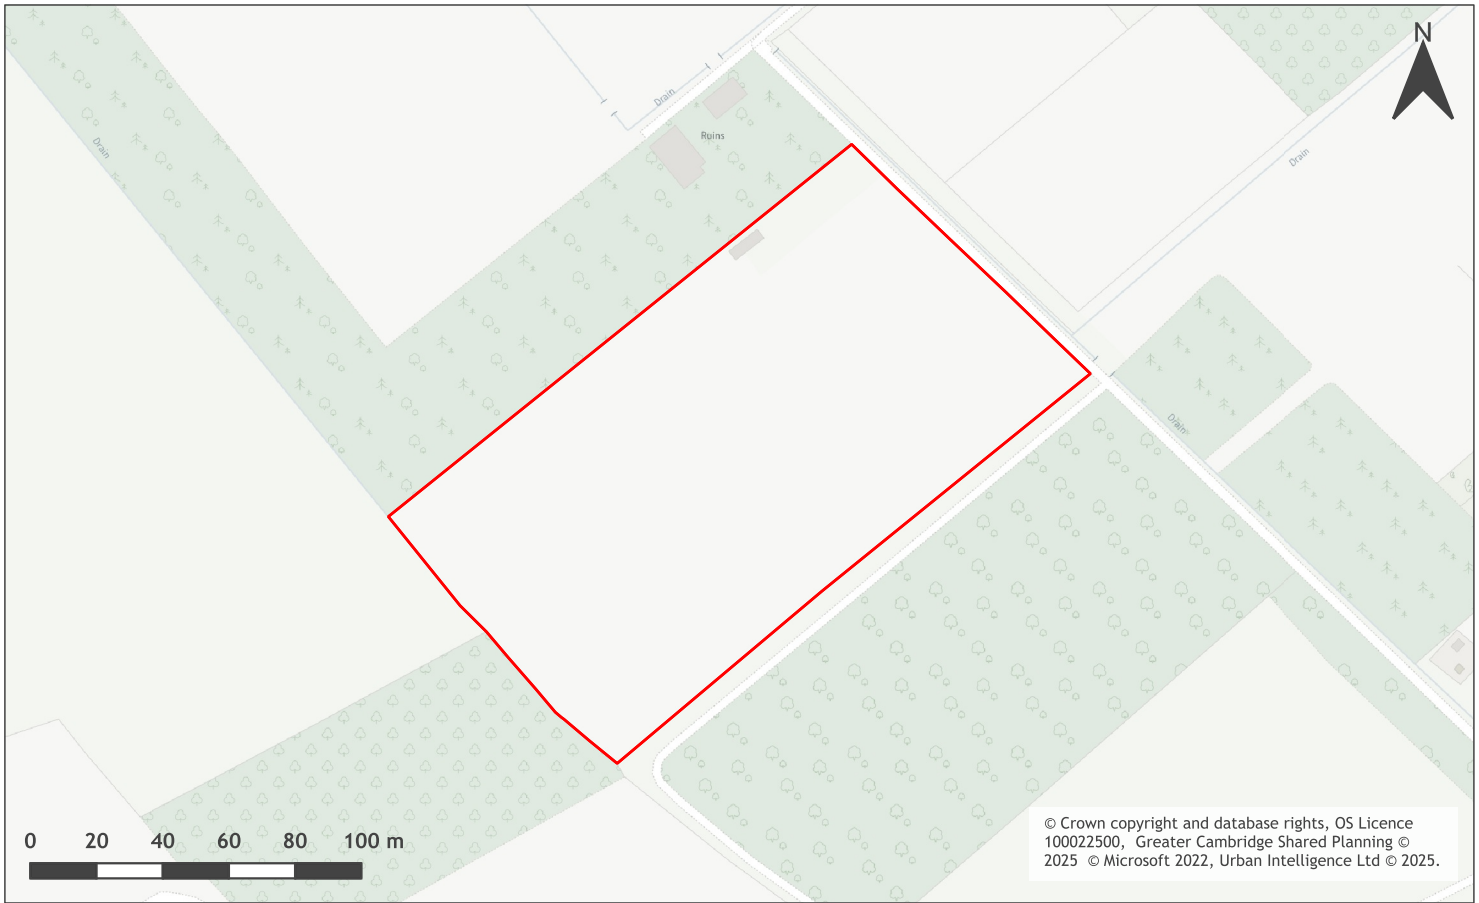 N
Drain
Ruins
Drain
Drain
Drain
0 20 40 60 80 100 m
© Crown copyright and database rights, OS Licence
100022500, Greater Cambridge Shared Planning ©
2025 © Microsoft 2022, Urban Intelligence Ltd © 2025.